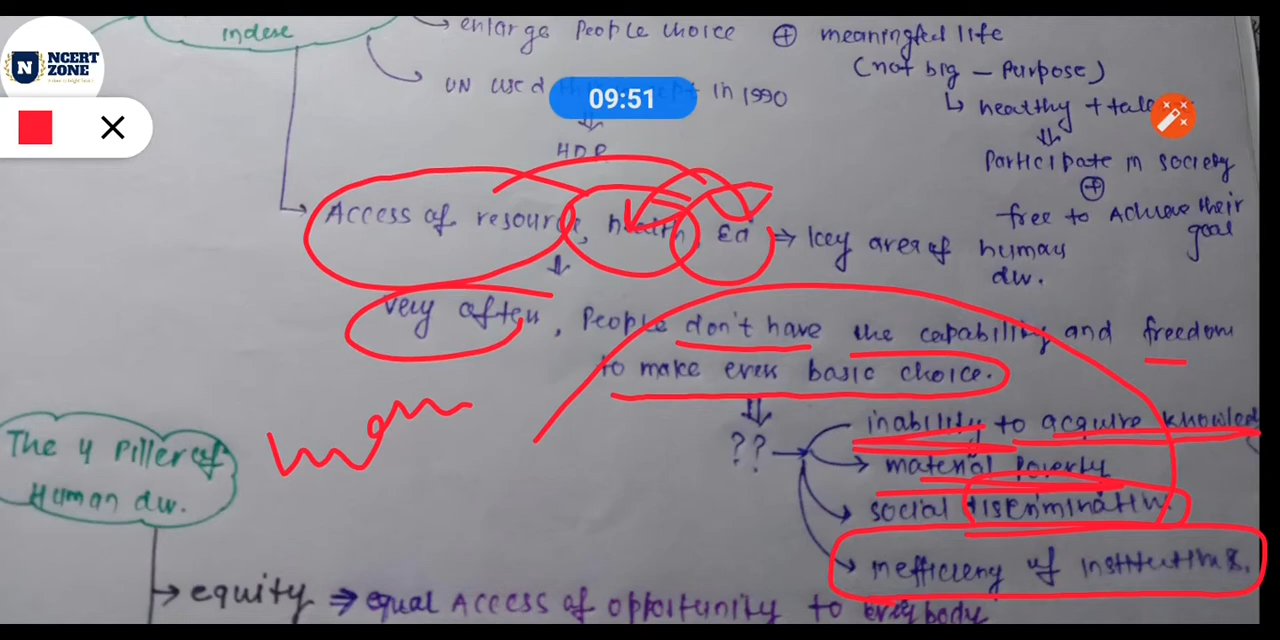 indese
→ enlarge People choice ⊕ meaningful life
(not big – Purpose)
→ UN used in 1990
↳ healthy +
HDR
Participate in society
⊕
free to Achieve their goal
NCERT ZONE
09:51
→ Access of resource, health, Ed ⇒ key area of human dw.
very often, People don't have the capability and freedom
to make even basic choice.
?? → inability to acquire knowled
→ material poverty
→ social discrimination
→ inefficieny of institutions.
The 4 Piller of
Human dw.
→ equity ⇒ equal Access of opportunity to everybody